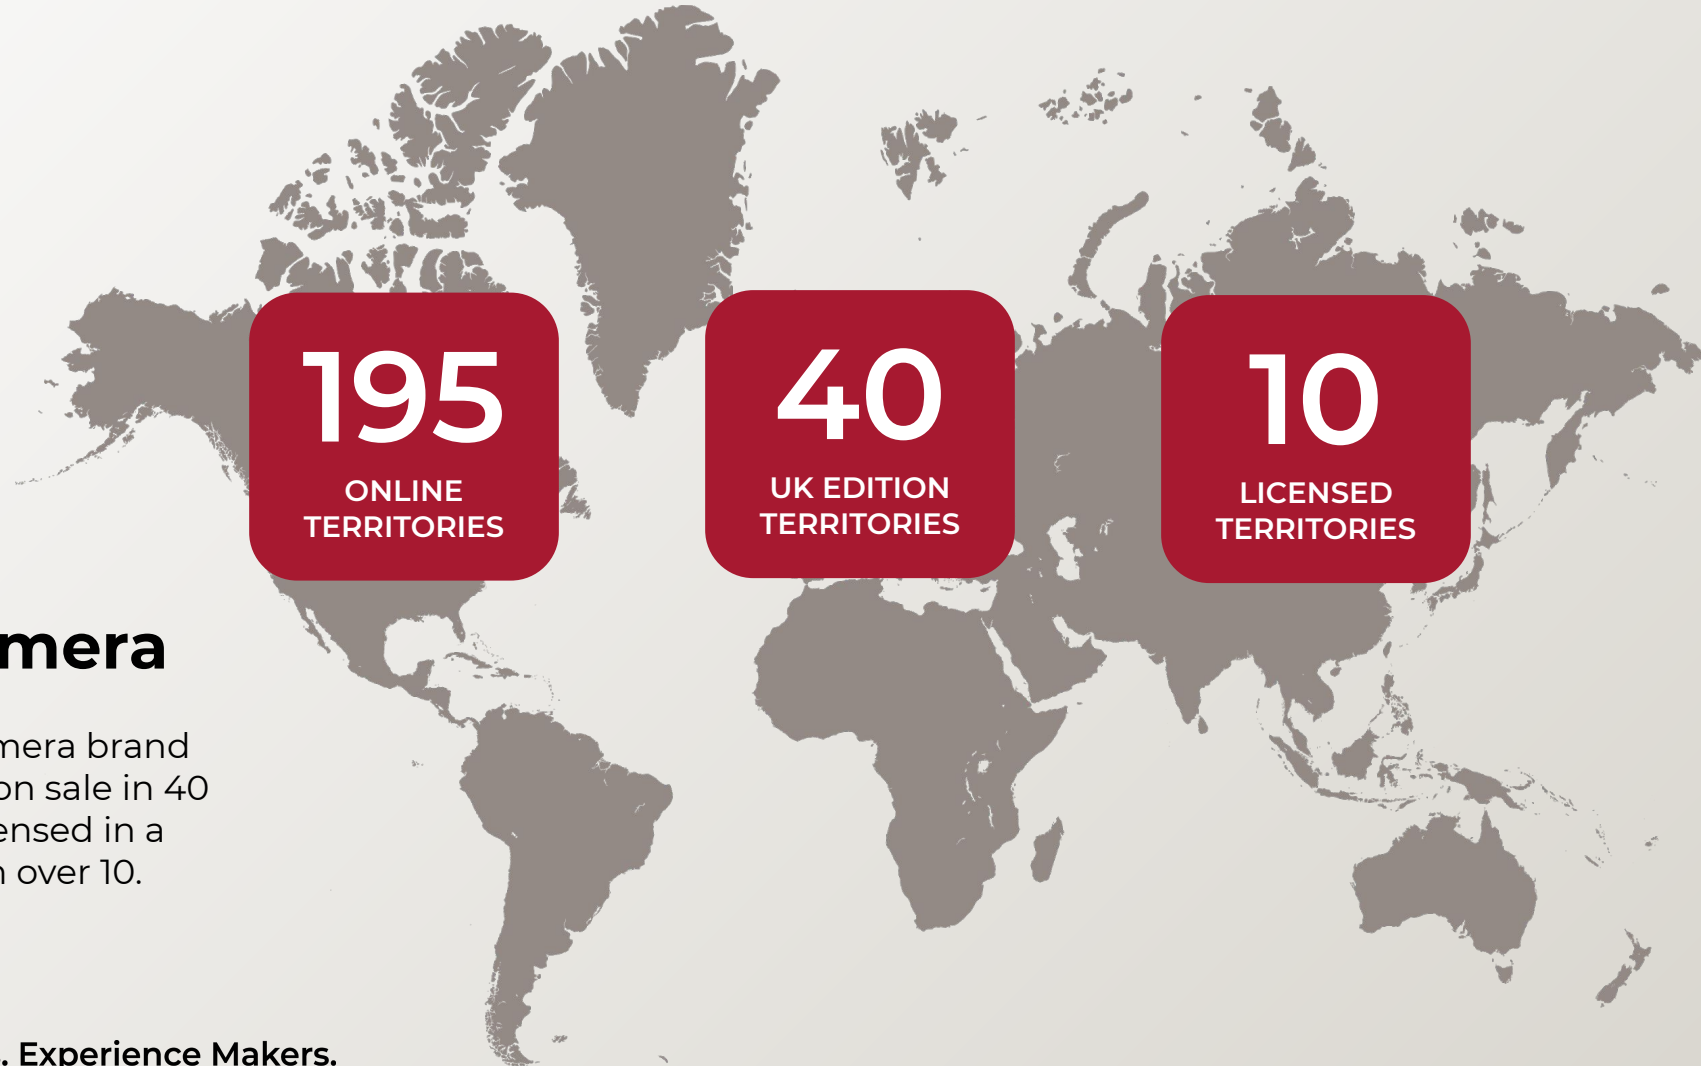 195
ONLINE
TERRITORIES
40
UK EDITION
TERRITORIES
10
LICENSED
TERRITORIES
mera
mera brand
on sale in 40
ensed in a
over 10.
. Experience Makers.